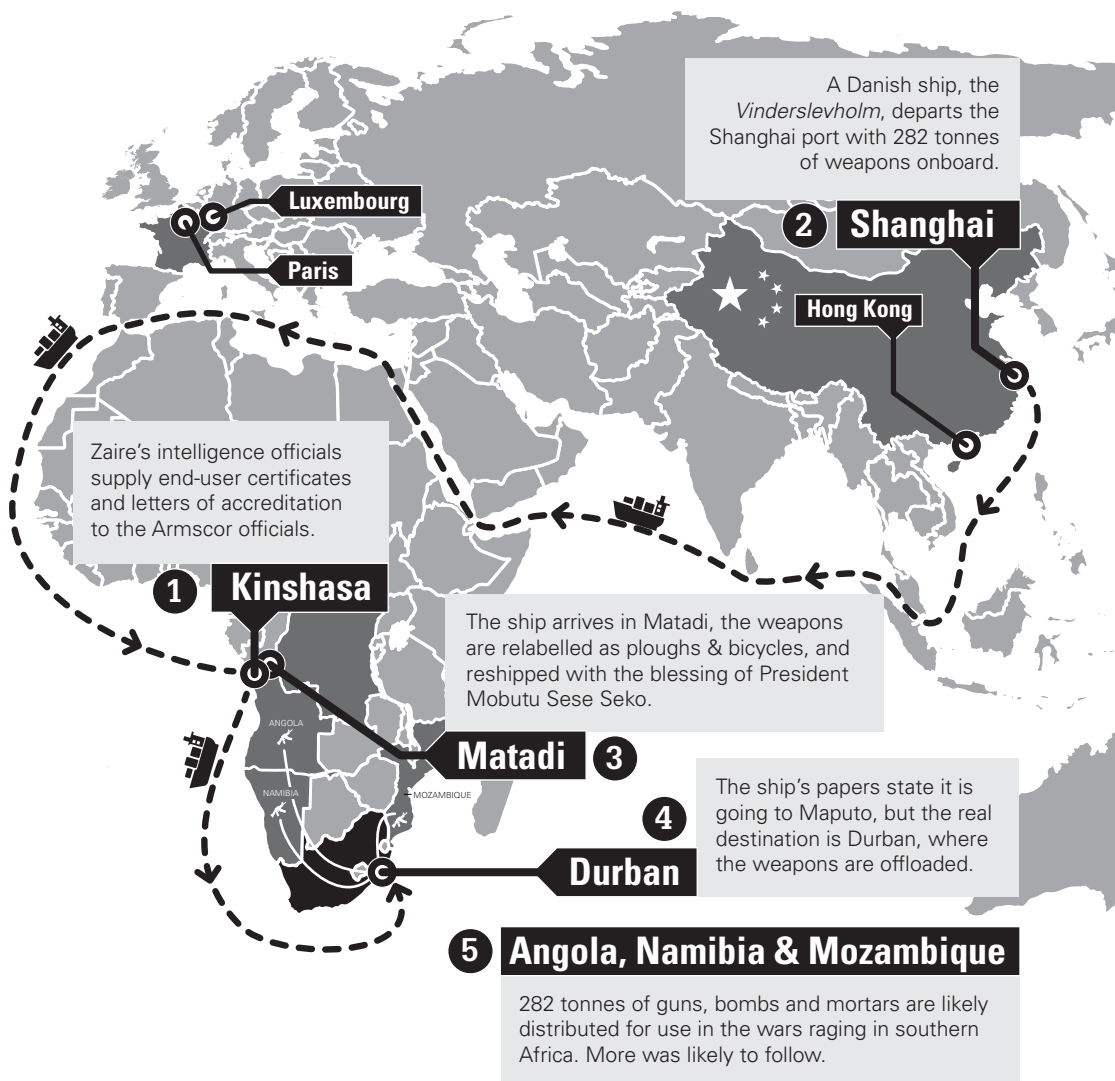 A Danish ship, the
Vinderslevholm, departs the
Shanghai port with 282 tonnes
of weapons onboard.
2 Shanghai
Luxembourg
Paris
Hong Kong
Zaire’s intelligence officials
supply end-user certificates
and letters of accreditation
to the Armscor officials.
1 Kinshasa
The ship arrives in Matadi, the weapons
are relabelled as ploughs & bicycles, and
reshipped with the blessing of President
Mobutu Sese Seko.
Matadi 3
ANGOLA
NAMIBIA
MOZAMBIQUE
The ship’s papers state it is
going to Maputo, but the real
destination is Durban, where
the weapons are offloaded.
4
Durban
5 Angola, Namibia & Mozambique
282 tonnes of guns, bombs and mortars are likely
distributed for use in the wars raging in southern
Africa. More was likely to follow.